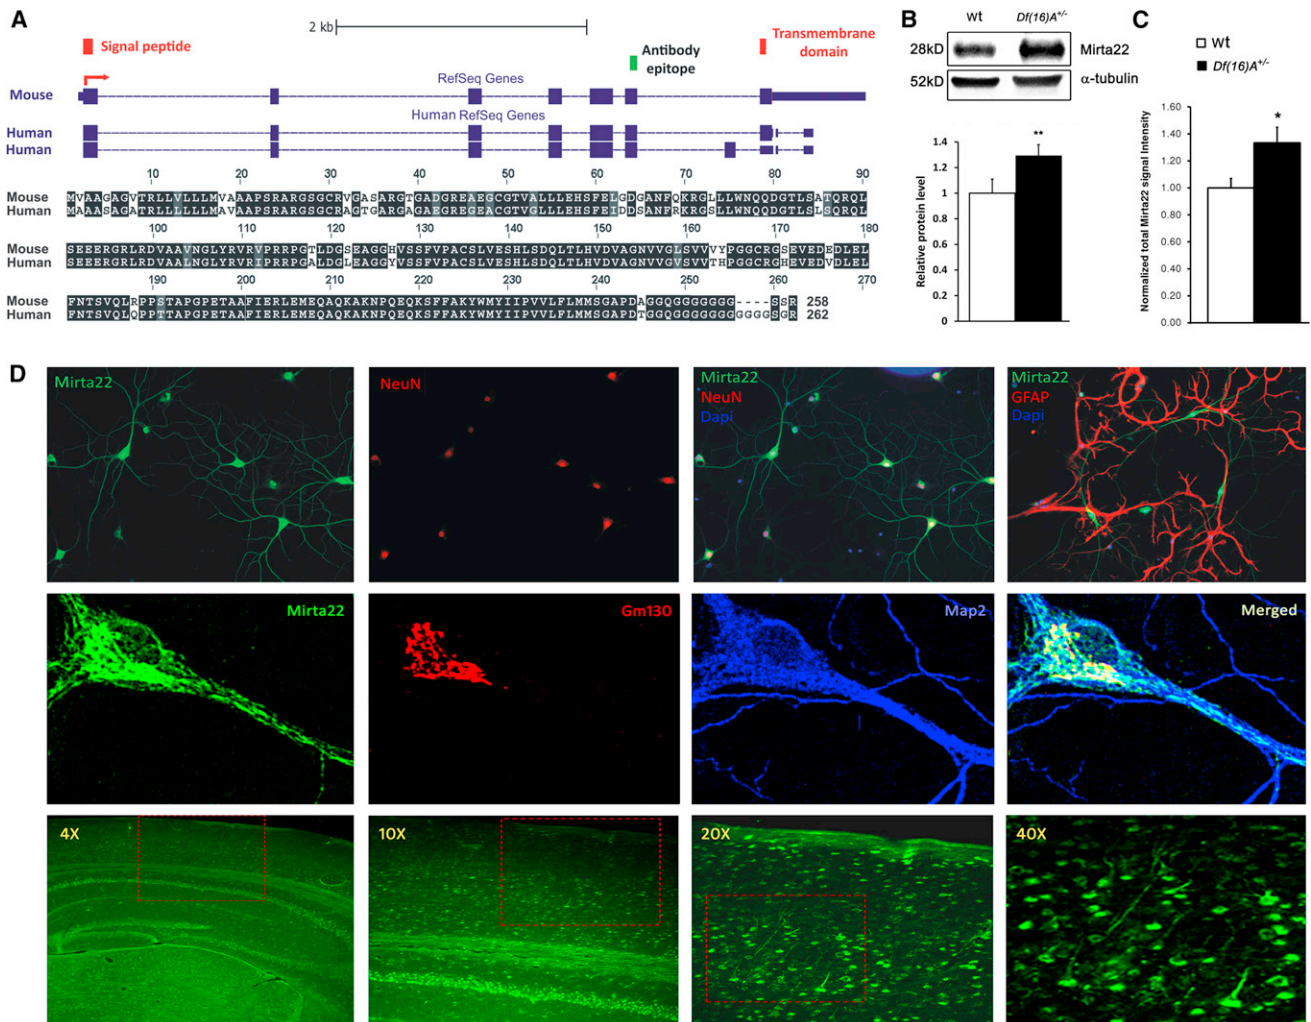 A
2 kb
Signal peptide
Antibody
epitope
Transmembrane
domain
RefSeq Genes
Mouse
Human RefSeq Genes
Human
Human
10 20 30 40 50 60 70 80 90
Mouse MVAAGAGVTRLLVLLLMVAAAPSRARGSGCRVGASARGTGADGREAEGCGTVALLLEHSFELGDGANFQKRGLLLWNQQDGTLSATQRQL
Human MAAASAGATRLLLLLLMAVAAPSRARGSGCRAGTGARGAGAEGREGEACGTVGLLLEHSFEIDDSANFRKRGSLLWNQQDGTLSLSQRQL
100 110 120 130 140 150 160 170 180
Mouse SEEERGRLRDVAAVNGLYRVRVPRRPGTLDGSEAGGHVSSFVPACSLVESHLSDQLTLHVDVAGNVVGLSVVVYPGGCRGSEVEDEDLEL
Human SEEERGRLRDVAALNGLYRVRIPRRPGALDGLEAGGYVSSFVPACSLVESHLSDQLTLHVDVAGNVVGVSVVTHPGGCRGHEVEDVDLEL
190 200 210 220 230 240 250 260 270
Mouse FNTSVQLRPPSTAPGPETAAFIERLEMEQAQKAKNPQEQKSFFAKYWMYIIPVVLFLMMSGAPDAGGQGGGGGGG----SSR 258
Human FNTSVQLQPPTTAPGPETAAFIERLEMEQAQKAKNPQEQKSFFAKYWMYIIPVVLFLMMSGAPDTGGQGGGGGGGGGGGSGR 262
B
wt Df(16)A+/-
28kD Mirta22
52kD α-tubulin
Relative protein level
1.4
1.2
1
0.8
0.6
0.4
0.2
0
**
C
wt
Df(16)A+/-
Normalized total Mirta22 signal Intensity
1.60
1.40
1.20
1.00
0.80
0.60
0.40
0.20
0.00
*
D
Mirta22
NeuN
Mirta22
NeuN
Dapi
Mirta22
GFAP
Dapi
Mirta22
Gm130
Map2
Merged
4X
10X
20X
40X